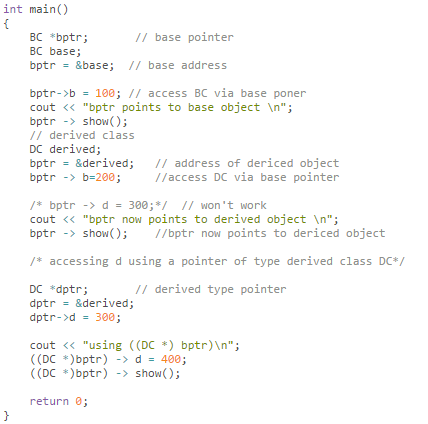 int main()
{
BC *bptr; // base pointer
BC base;
bptr = &base; // base address
bptr->b = 100; // access BC via base poner
cout << "bptr points to base object \n";
bptr -> show();
// derived class
DC derived;
bptr = &derived; // address of dericed object
bptr -> b=200; //access DC via base pointer
/* bptr -> d = 300;*/ // won't work
cout << "bptr now points to derived object \n";
bptr -> show(); //bptr now points to dericed object
/* accessing d using a pointer of type derived class DC*/
DC *dptr; // derived type pointer
dptr = &derived;
dptr->d = 300;
cout << "using ((DC *) bptr)\n";
((DC *)bptr) -> d = 400;
((DC *)bptr) -> show();
return 0;
}